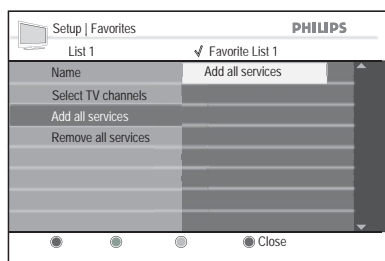 Setup | Favorites PHILIPS
List 1 √ Favorite List 1
Name Add all services
Select TV channels
Add all services
Remove all services
Close